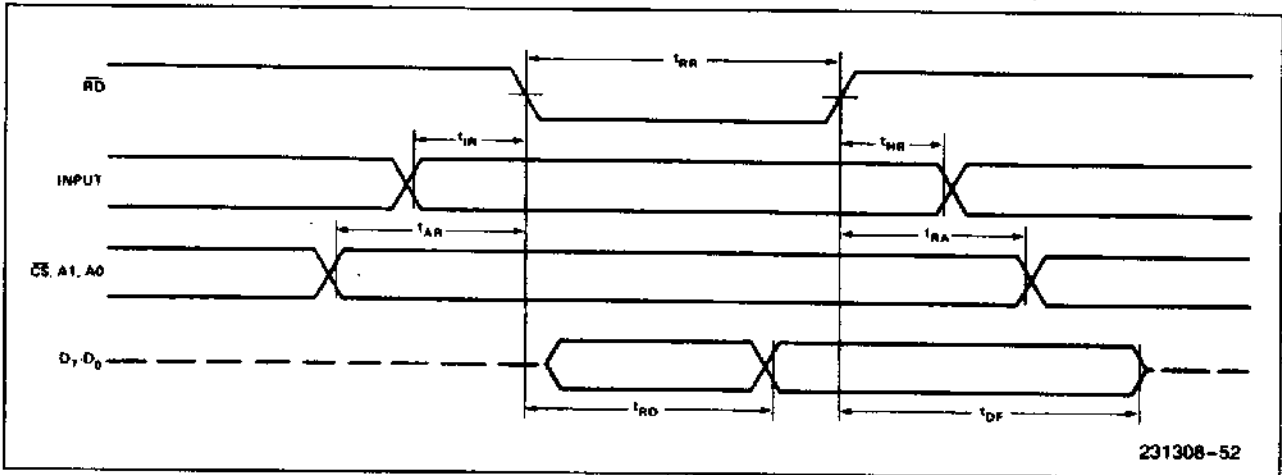 tRR
RD
tIR
tHR
INPUT
tAR
tRA
CS, A1, A0
D7-D0
tRD
tDF
231308-52